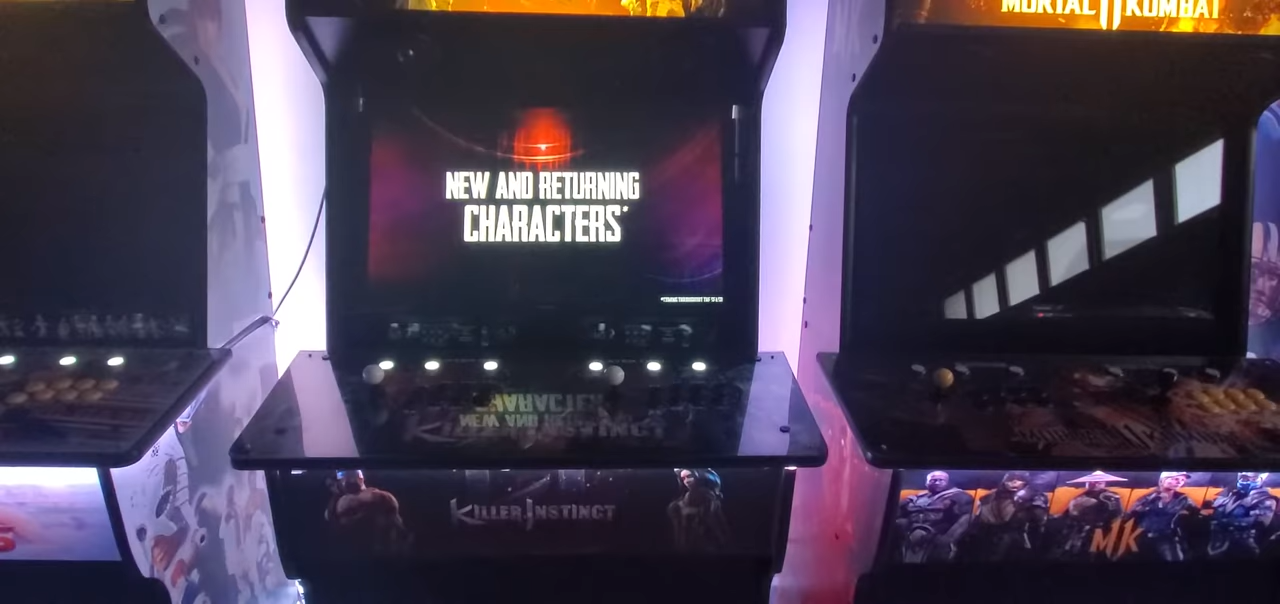 MORTAL KOMBAT
NEW AND RETURNING
CHARACTERS*
KILLER INSTINCT
MK